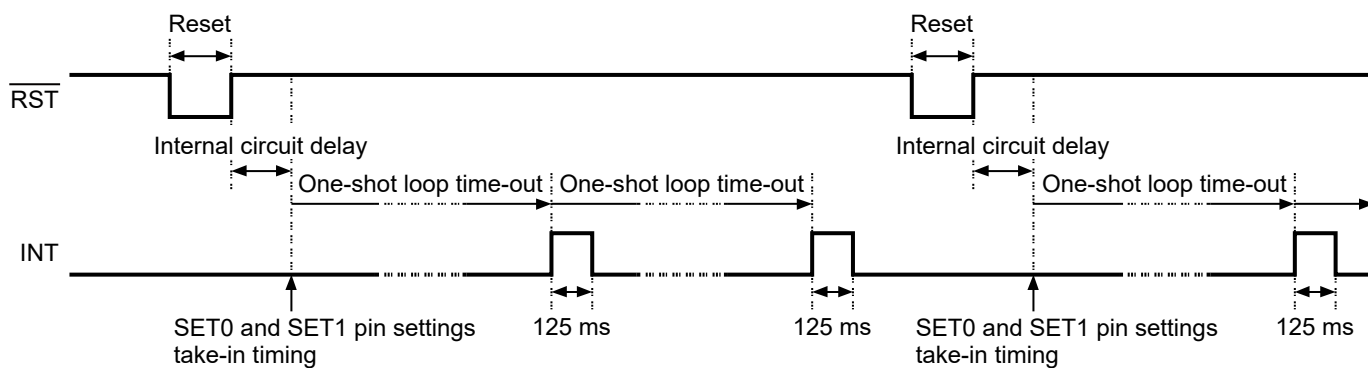 Reset
Reset
RST
Internal circuit delay
Internal circuit delay
One-shot loop time-out
One-shot loop time-out
One-shot loop time-out
INT
SET0 and SET1 pin settings
take-in timing
125 ms
125 ms
SET0 and SET1 pin settings
take-in timing
125 ms